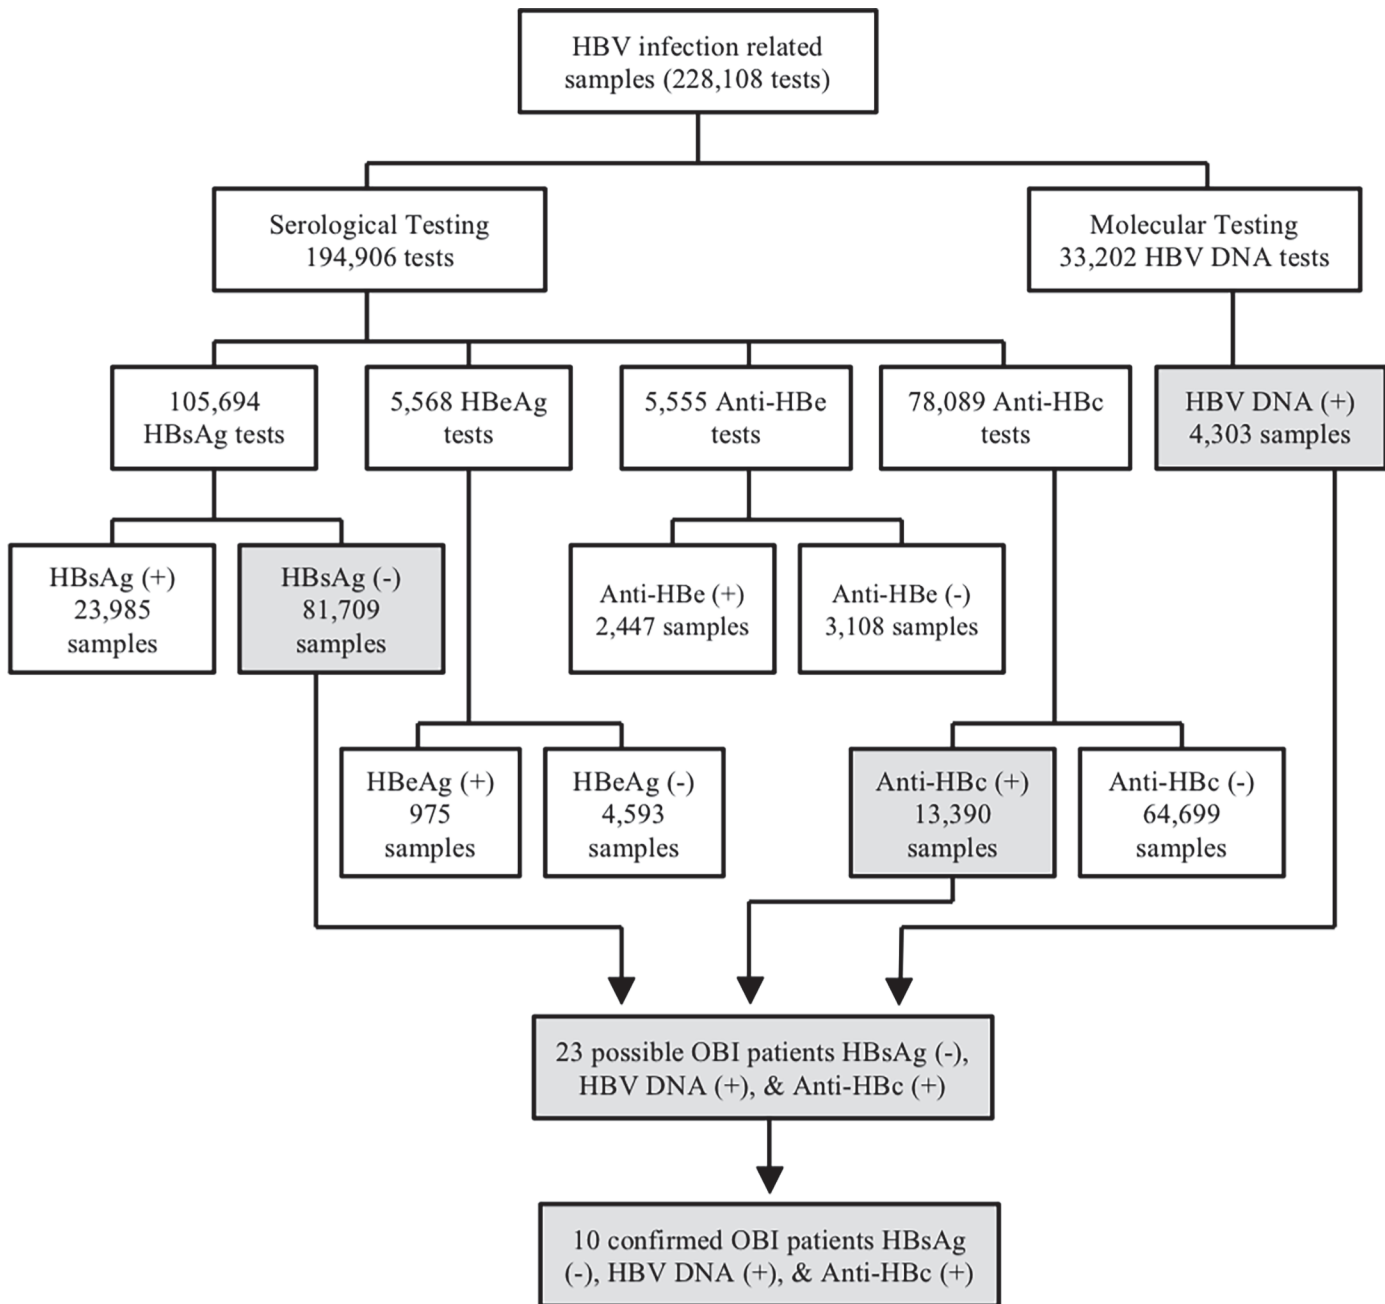 HBV infection related
samples (228,108 tests)
Serological Testing
194,906 tests
Molecular Testing
33,202 HBV DNA tests
105,694
HBsAg tests
5,568 HBeAg
tests
5,555 Anti-HBe
tests
78,089 Anti-HBc
tests
HBV DNA (+)
4,303 samples
HBsAg (+)
23,985
samples
HBsAg (-)
81,709
samples
Anti-HBe (+)
2,447 samples
Anti-HBe (-)
3,108 samples
HBeAg (+)
975
samples
HBeAg (-)
4,593
samples
Anti-HBc (+)
13,390
samples
Anti-HBc (-)
64,699
samples
23 possible OBI patients HBsAg (-),
HBV DNA (+), & Anti-HBc (+)
10 confirmed OBI patients HBsAg
(-), HBV DNA (+), & Anti-HBc (+)